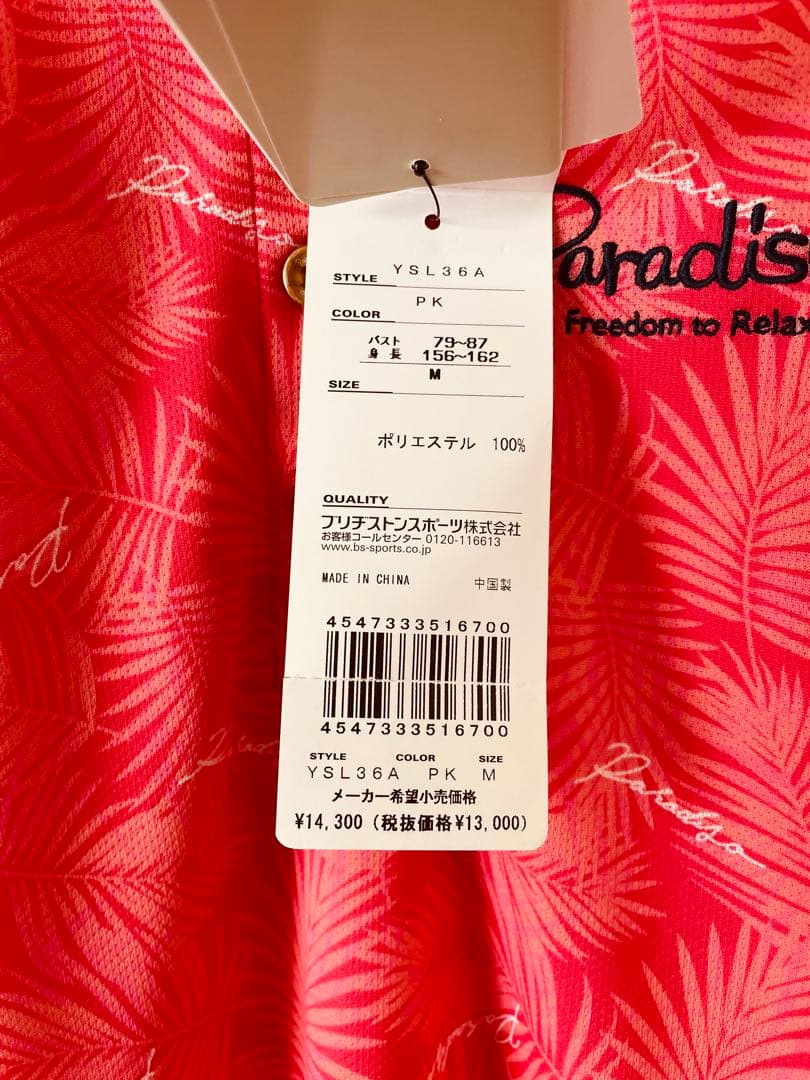 Paradiso
Paradiso
Paradis
Freedom to Relax
STYLE YSL36A
COLOR PK
バスト 79~87
身長 156~162
SIZE M
ポリエステル 100%
QUALITY
ブリヂストンスポーツ株式会社
お客様コールセンター 0120-116613
www.bs-sports.co.jp
MADE IN CHINA 中国製
4547333516700
4547333516700
STYLE COLOR SIZE
YSL36A PK M
メーカー希望小売価格
¥14,300 (税抜価格¥13,000)
Paradiso
Paradiso